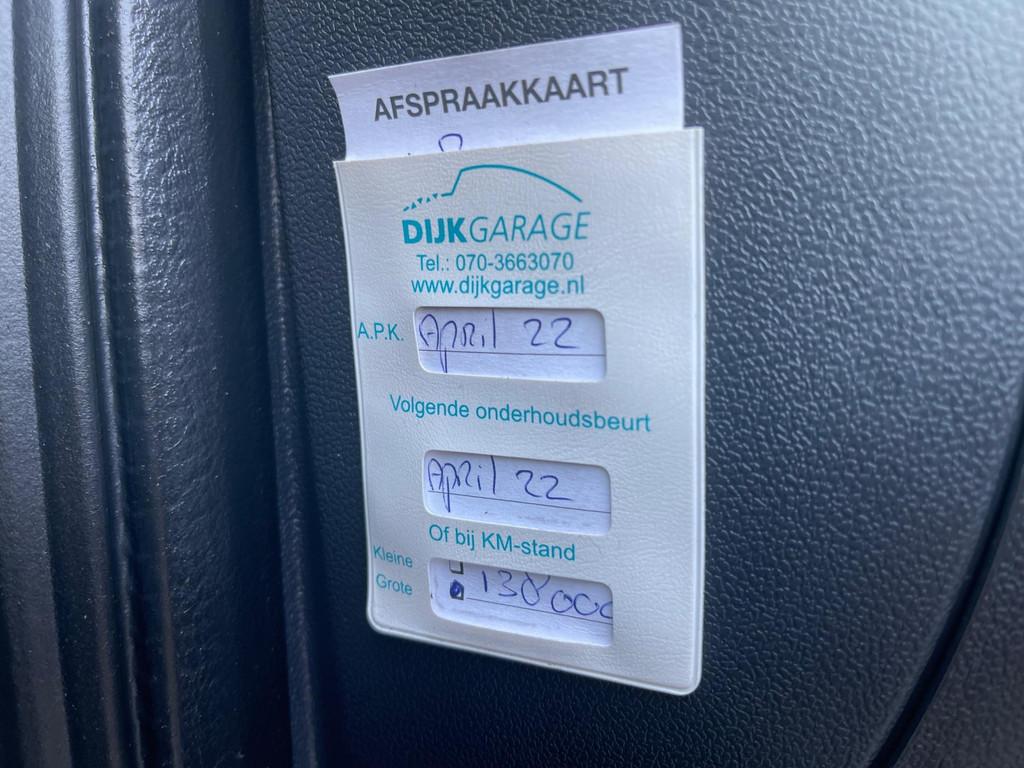 AFSPRAAKKAART
DIJKGARAGE
Tel.: 070-3663070
www.dijkgarage.nl
A.P.K. April 22
Volgende onderhoudsbeurt
April 22
Of bij KM-stand
Kleine
Grote 138000